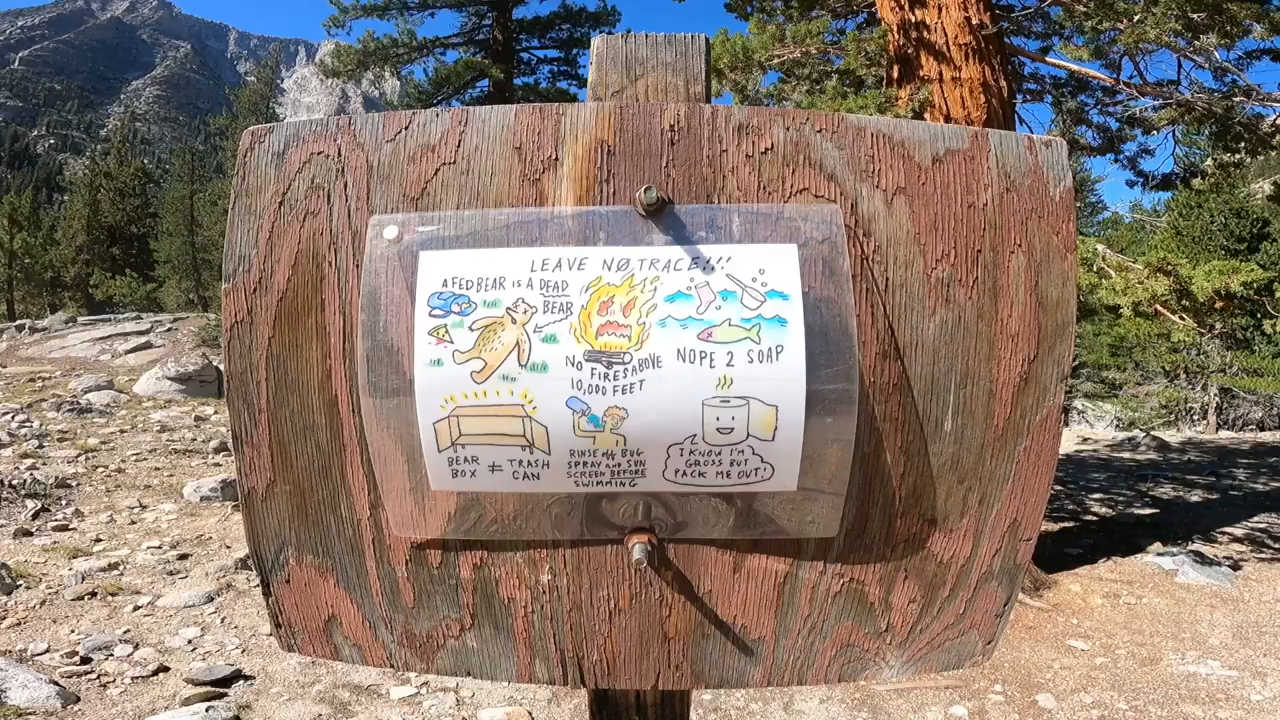 LEAVE NO TRACE!!!
A FED BEAR IS A DEAD
BEAR
NO FIRES ABOVE
10,000 FEET
NOPE 2 SOAP
BEAR
BOX
≠
TRASH
CAN
RINSE off BUG
SPRAY AND SUN
SCREEN BEFORE
SWIMMING
I KNOW I'M
GROSS BUT
PACK ME OUT!